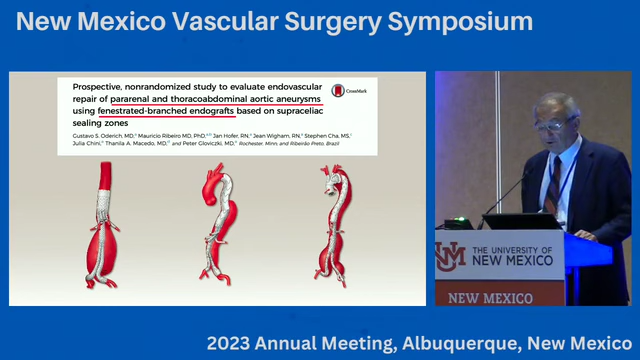 New Mexico Vascular Surgery Symposium
Prospective, nonrandomized study to evaluate endovascular
repair of pararenal and thoracoabdominal aortic aneurysms
using fenestrated-branched endografts based on supraceliac
sealing zones
CrossMark
Gustavo S. Oderich, MD, Mauricio Ribeiro MD, PhD, Jan Hofer, RN, Jean Wigham, RN, Stephen Cha, MS,
Julia Chini, Thanila A. Macedo, MD, and Peter Gloviczki, MD, Rochester, Minn, and Ribeirão Preto, Brazil
THE UNIVERSITY OF
NEW MEXICO
NEW MEXICO
2023 Annual Meeting, Albuquerque, New Mexico